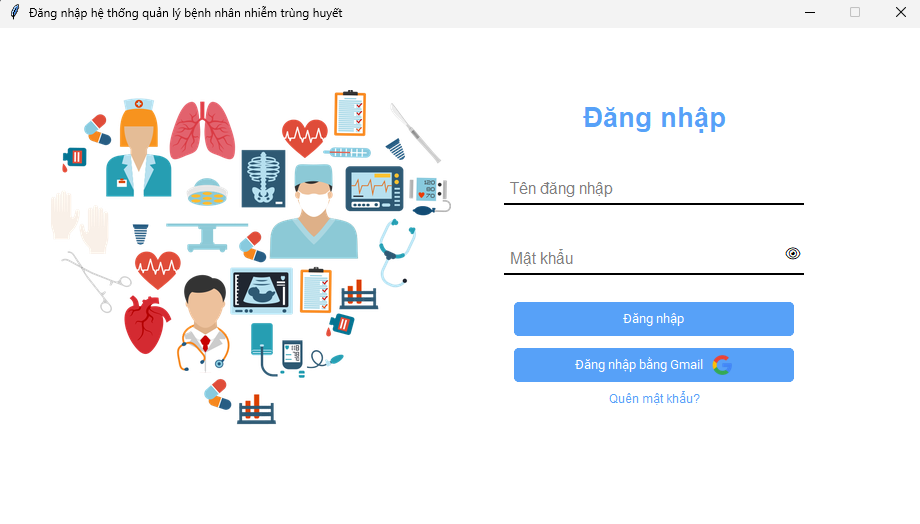 Đăng nhập hệ thống quản lý bệnh nhân nhiễm trùng huyết
Đăng nhập
Tên đăng nhập
Mật khẩu
Đăng nhập
Đăng nhập bằng Gmail
Quên mật khẩu?
120
80
70